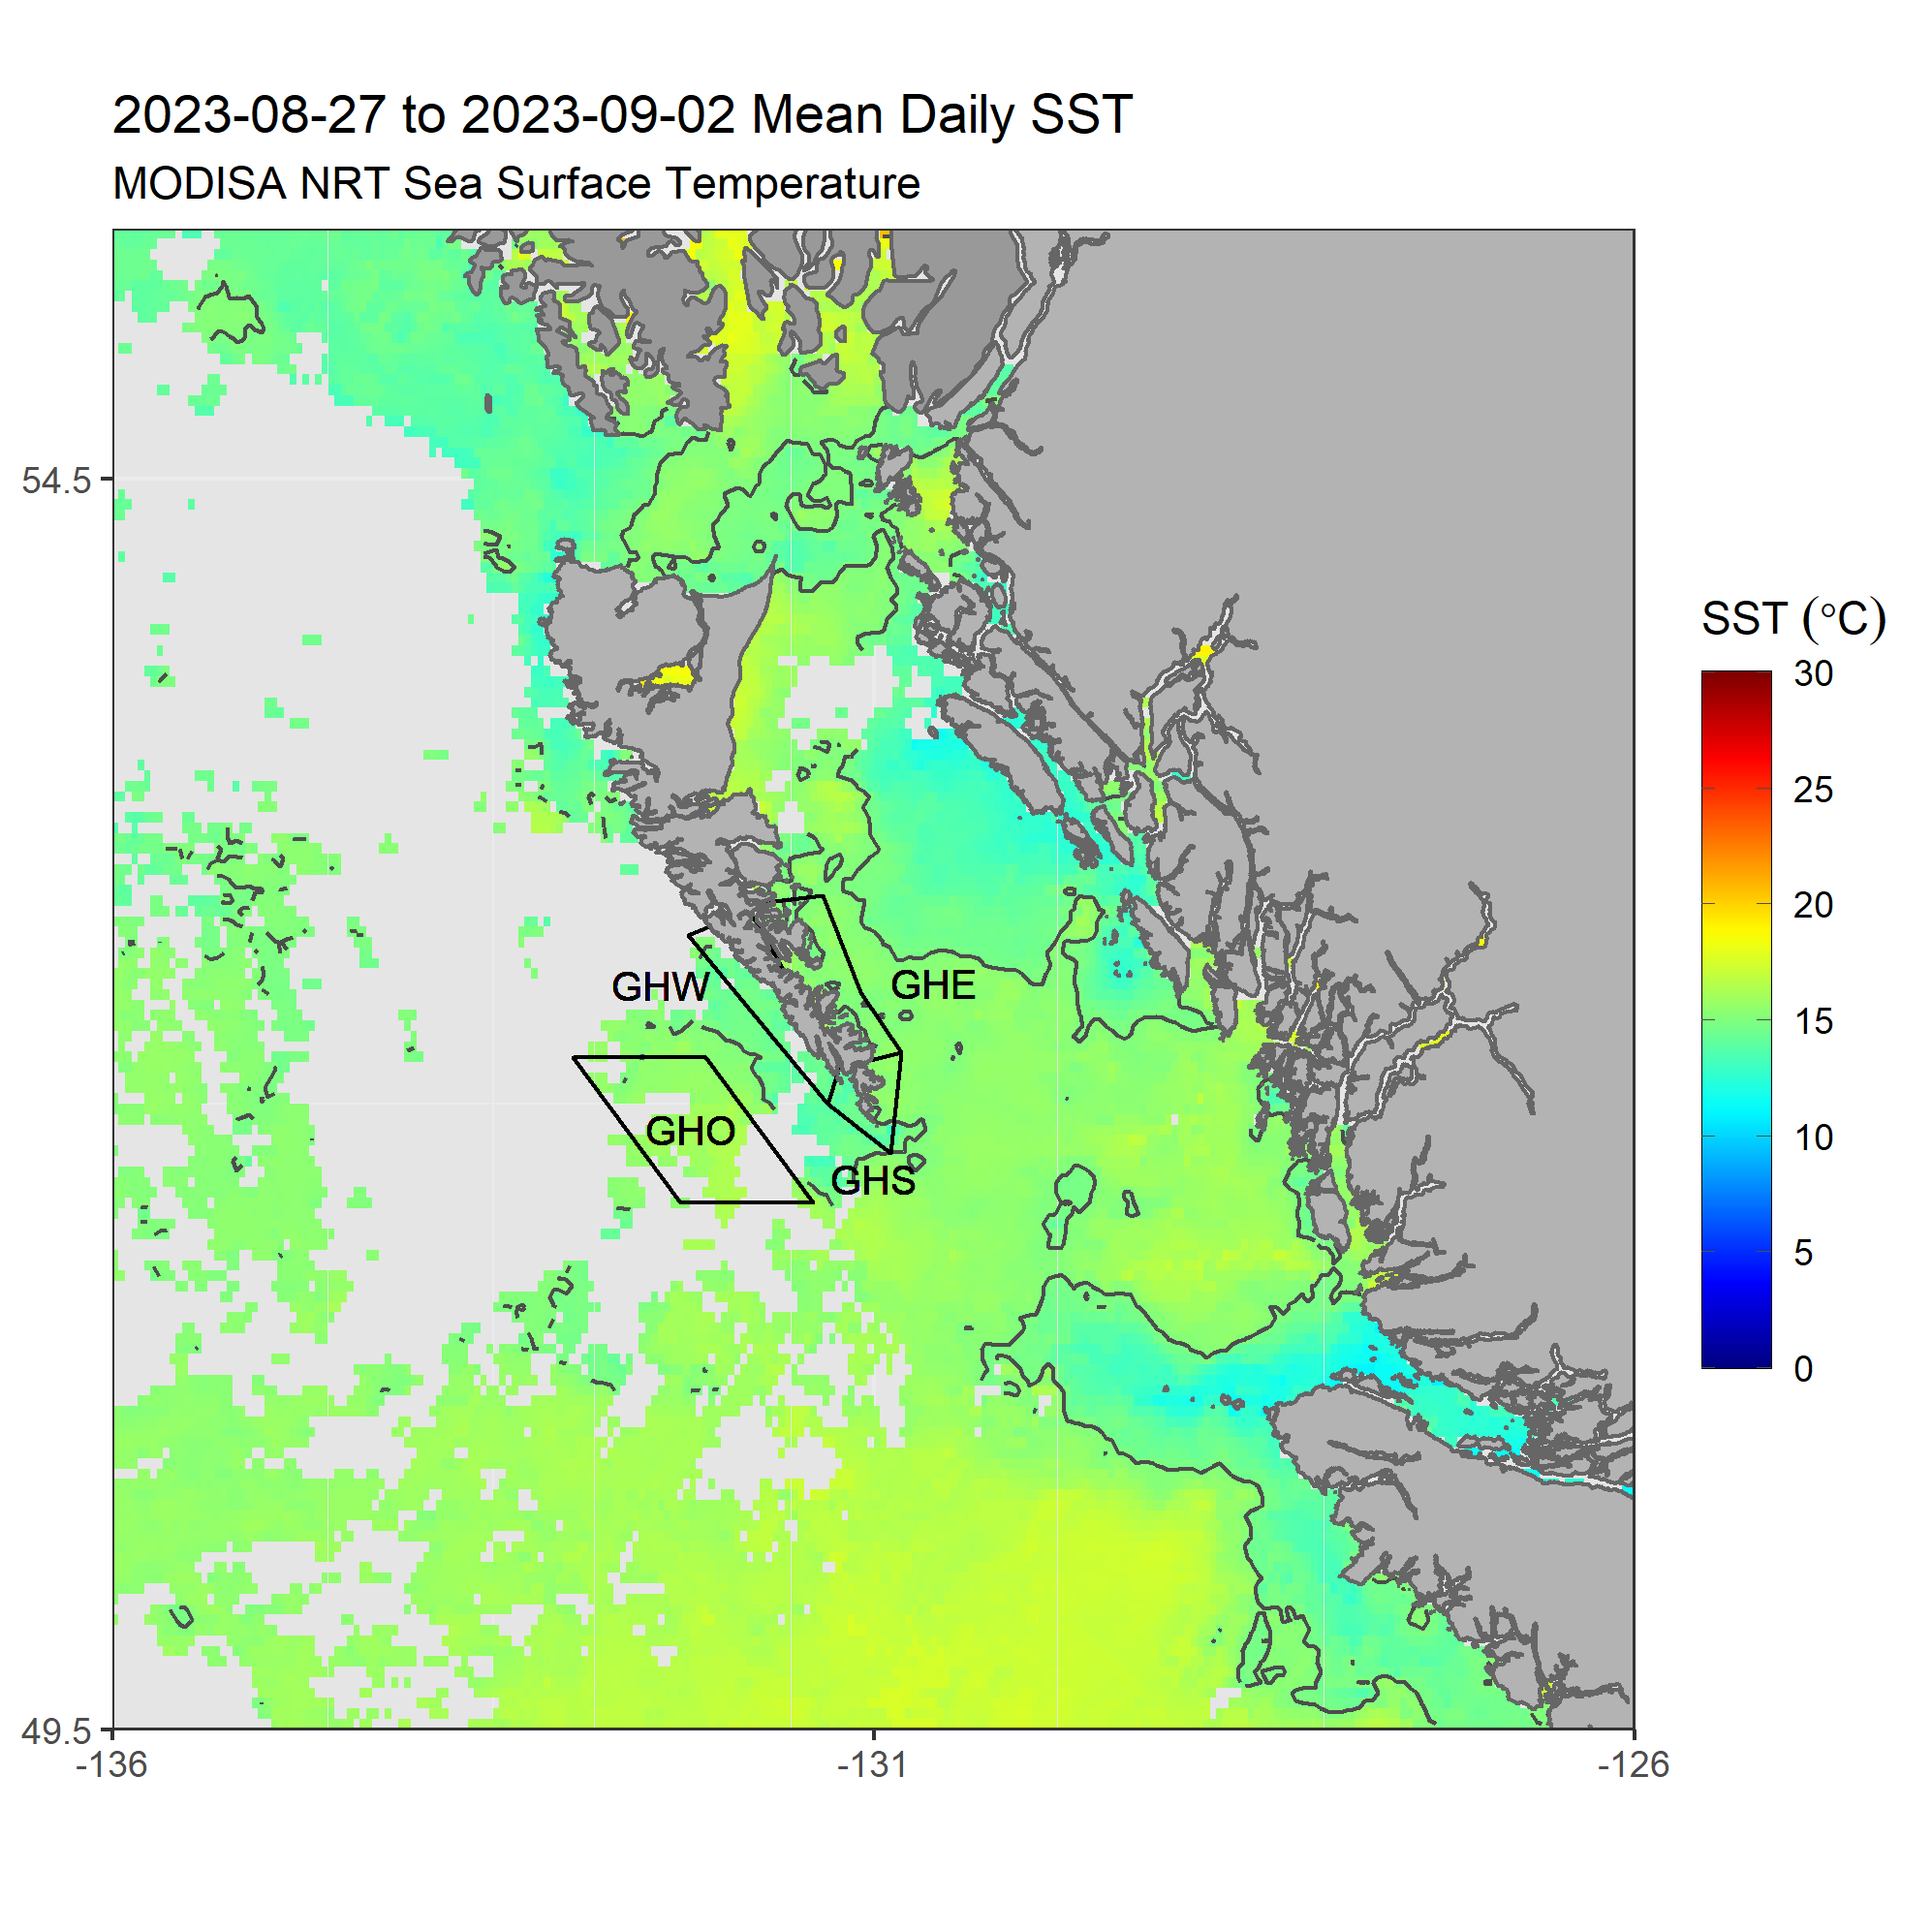 2023-08-27 to 2023-09-02 Mean Daily SST
MODISA NRT Sea Surface Temperature
54.5
49.5
-136
-131
-126
GHW
GHE
GHO
GHS
SST (°C)
30
25
20
15
10
5
0